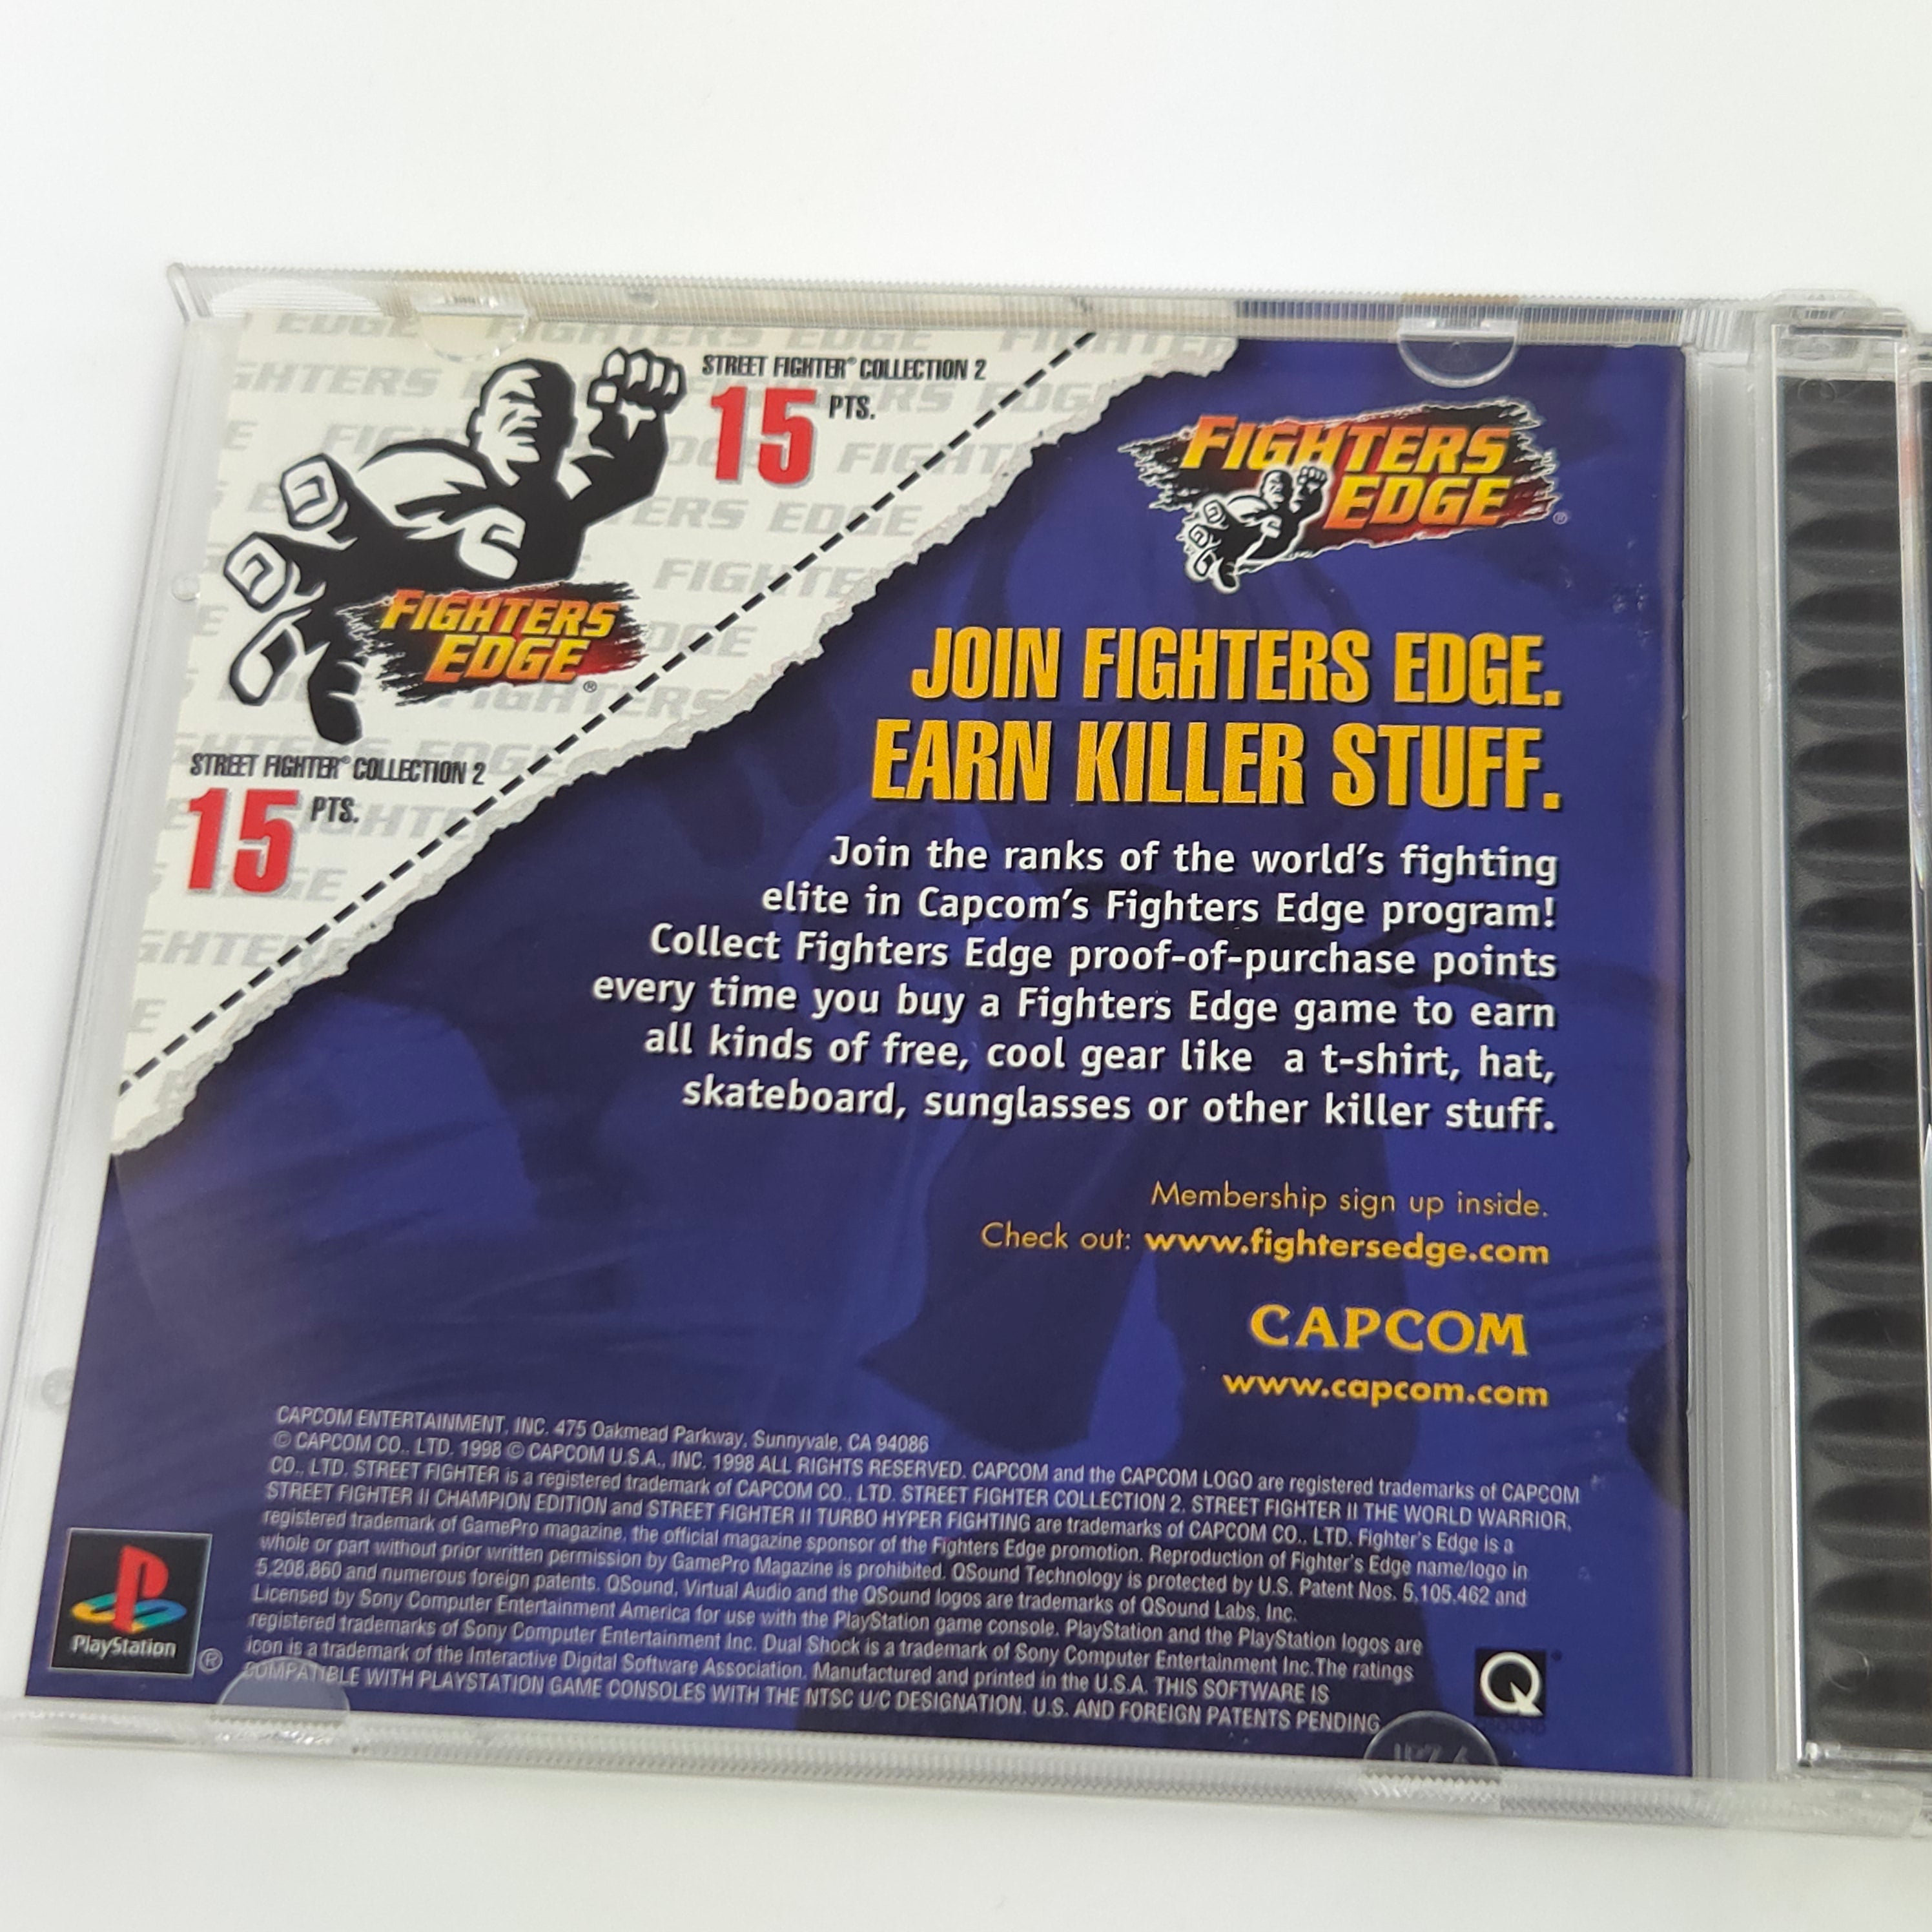 STREET FIGHTER® COLLECTION 2
15 PTS.
FIGHTERS
EDGE®
STREET FIGHTER® COLLECTION 2
15 PTS.
FIGHTERS
EDGE®
JOIN FIGHTERS EDGE.
EARN KILLER STUFF.
Join the ranks of the world's fighting
elite in Capcom's Fighters Edge program!
Collect Fighters Edge proof-of-purchase points
every time you buy a Fighters Edge game to earn
all kinds of free, cool gear like a t-shirt, hat,
skateboard, sunglasses or other killer stuff.
Membership sign up inside.
Check out: www.fightersedge.com
CAPCOM
www.capcom.com
CAPCOM ENTERTAINMENT, INC. 475 Oakmead Parkway, Sunnyvale, CA 94086
© CAPCOM CO., LTD. 1998 © CAPCOM U.S.A., INC. 1998 ALL RIGHTS RESERVED. CAPCOM and the CAPCOM LOGO are registered trademarks of CAPCOM
CO., LTD. STREET FIGHTER is a registered trademark of CAPCOM CO., LTD. STREET FIGHTER COLLECTION 2, STREET FIGHTER II THE WORLD WARRIOR,
STREET FIGHTER II CHAMPION EDITION and STREET FIGHTER II TURBO HYPER FIGHTING are trademarks of CAPCOM CO., LTD. Fighter's Edge is a
registered trademark of GamePro magazine, the official magazine sponsor of the Fighters Edge promotion. Reproduction of Fighter's Edge name/logo in
whole or part without prior written permission by GamePro Magazine is prohibited. QSound Technology is protected by U.S. Patent Nos. 5,105,462 and
5,208,860 and numerous foreign patents. QSound, Virtual Audio and the QSound logos are trademarks of QSound Labs, Inc.
Licensed by Sony Computer Entertainment America for use with the PlayStation game console. PlayStation and the PlayStation logos are
registered trademarks of Sony Computer Entertainment Inc. Dual Shock is a trademark of Sony Computer Entertainment Inc.The ratings
icon is a trademark of the Interactive Digital Software Association. Manufactured and printed in the U.S.A. THIS SOFTWARE IS
COMPATIBLE WITH PLAYSTATION GAME CONSOLES WITH THE NTSC U/C DESIGNATION. U.S. AND FOREIGN PATENTS PENDING
PlayStation ®
Q
QSOUND